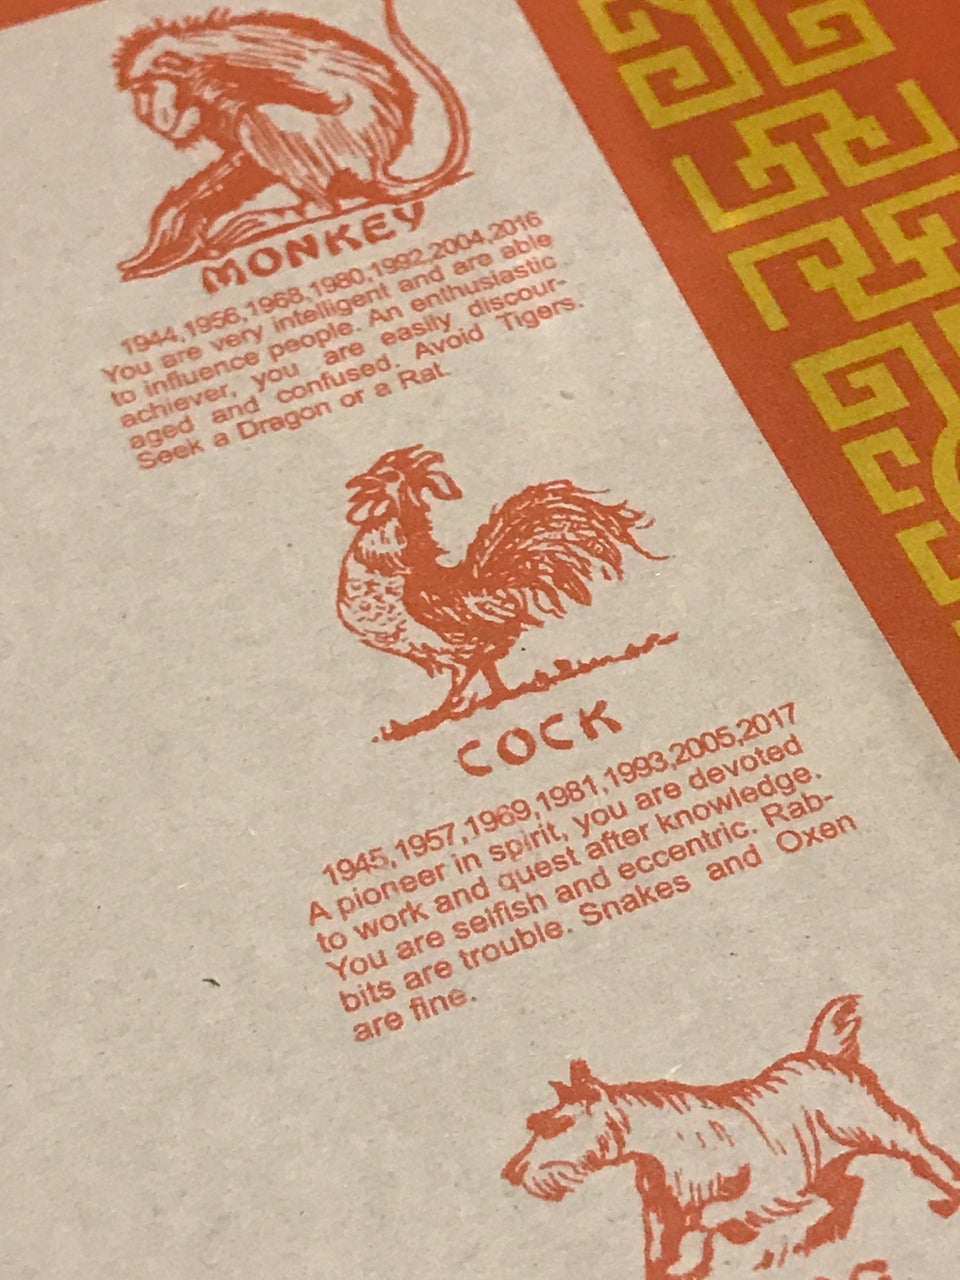 MONKEY
1944,1956,1968,1980,1992,2004,2016
You are very intelligent and are able
to influence people. An enthusiastic
achiever, you are easily discour-
aged and confused. Avoid Tigers.
Seek a Dragon or a Rat.
COCK
1945,1957,1969,1981,1993,2005,2017
A pioneer in spirit, you are devoted
to work and quest after knowledge.
You are selfish and eccentric. Rab-
bits are trouble. Snakes and Oxen
are fine.